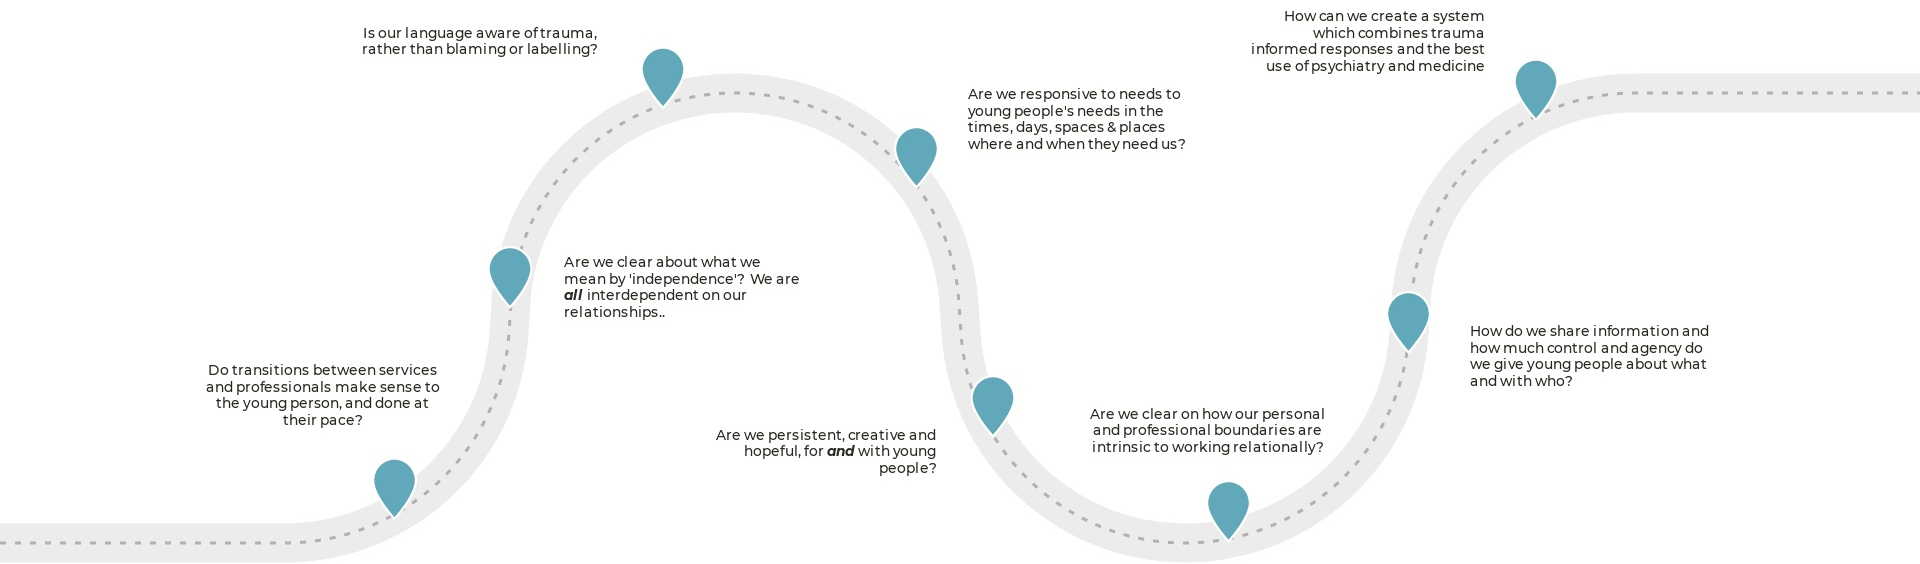 Do transitions between services
and professionals make sense to
the young person, and done at
their pace?
Are we clear about what we
mean by 'independence'? We are
all interdependent on our
relationships..
Is our language aware of trauma,
rather than blaming or labelling?
Are we responsive to needs to
young people's needs in the
times, days, spaces & places
where and when they need us?
Are we persistent, creative and
hopeful, for and with young
people?
Are we clear on how our personal
and professional boundaries are
intrinsic to working relationally?
How do we share information and
how much control and agency do
we give young people about what
and with who?
How can we create a system
which combines trauma
informed responses and the best
use of psychiatry and medicine